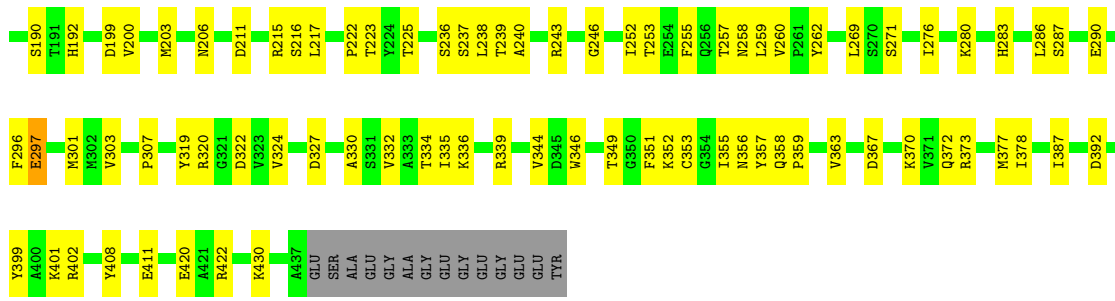 S190 T191 H192 D199 V200 M203 N206 D211 R215 S216 L217 P222 T223 Y224 T225 S236 S237 L238 T239 A240 R243 G246 I252 T253 E254 F255 Q256 T257 N258 L259 V260 P261 Y262 L269 S270 S271 I276 K280 H283 L286 S287 E290
F296 E297 M301 M302 V303 P307 Y319 R320 G321 D322 V323 V324 D327 A330 S331 V332 A333 T334 I335 K336 R339 V344 D345 W346 T349 G350 F351 K352 C353 G354 I355 N356 Y357 Q358 P359 V363 D367 K370 V371 Q372 R373 M377 I378 I387 D392
Y399 A400 K401 R402 Y408 E411 E420 A421 R422 K430 A437 GLU SER ALA GLU GLY ALA GLY GLU GLY GLU GLY GLU GLU TYR